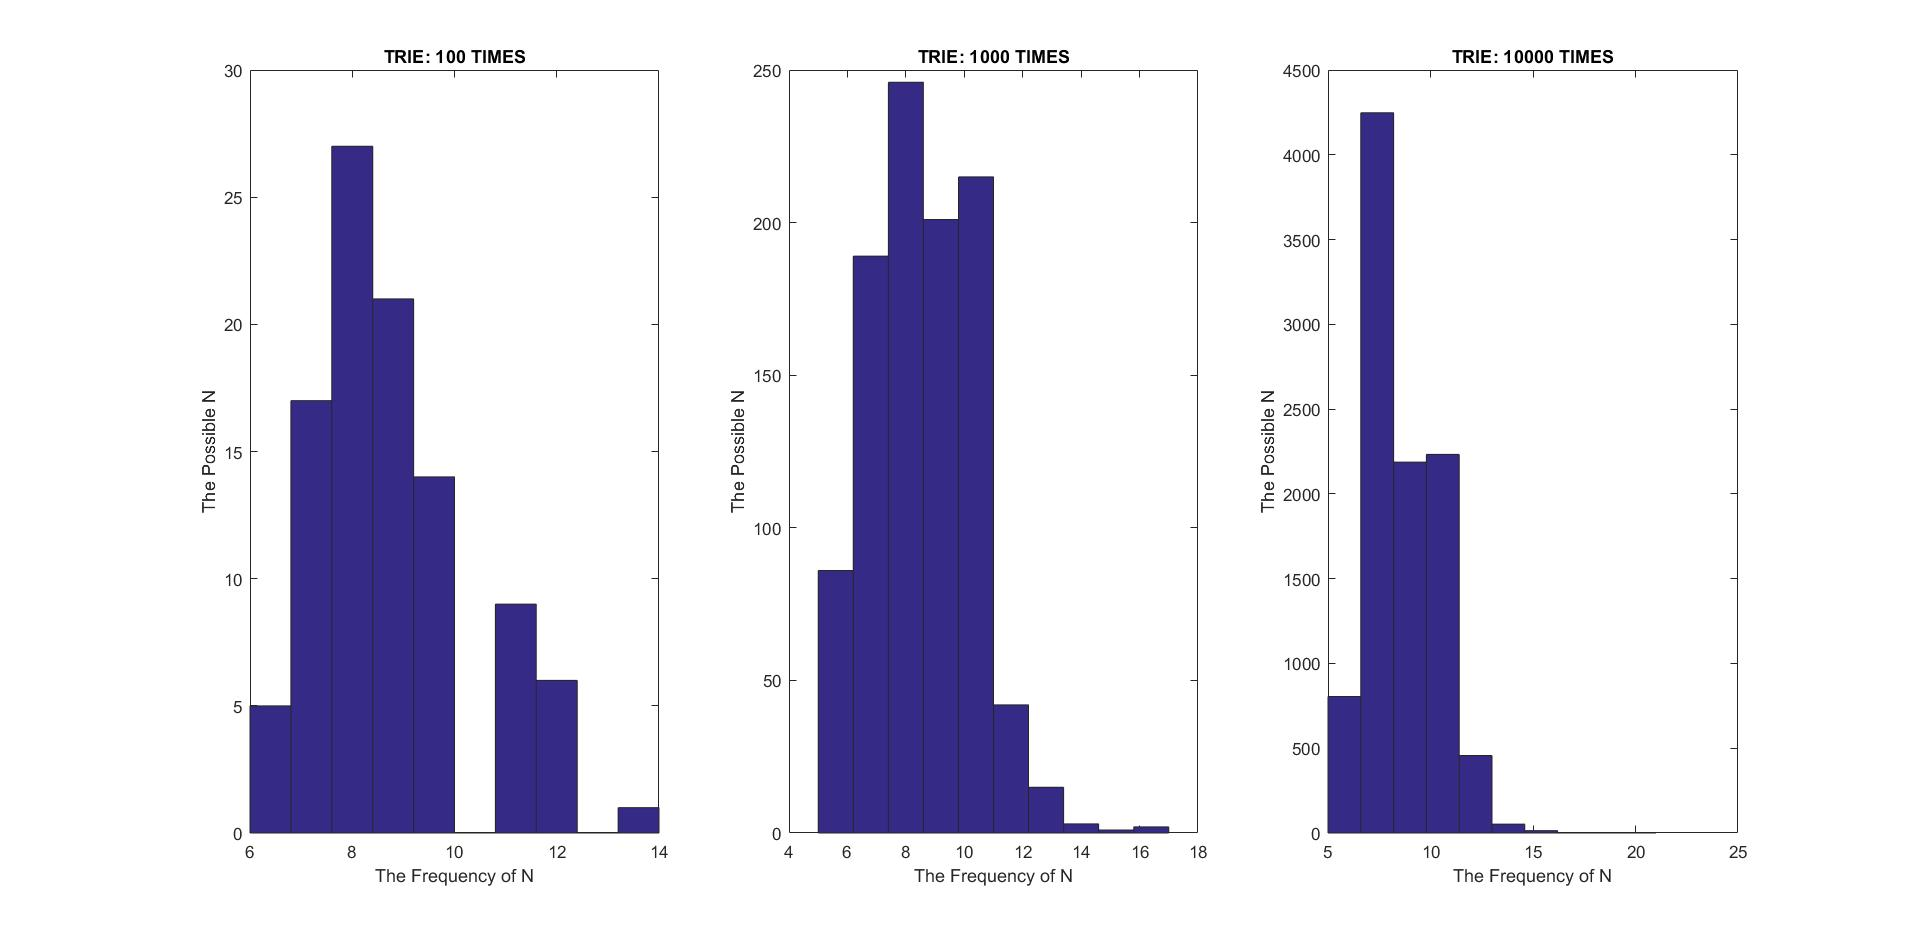 TRIE: 100 TIMES
30
25
20
15
10
5
0
The Possible N
6 8 10 12 14
The Frequency of N
TRIE: 1000 TIMES
250
200
150
100
50
0
The Possible N
4 6 8 10 12 14 16 18
The Frequency of N
TRIE: 10000 TIMES
4500
4000
3500
3000
2500
2000
1500
1000
500
0
The Possible N
5 10 15 20 25
The Frequency of N